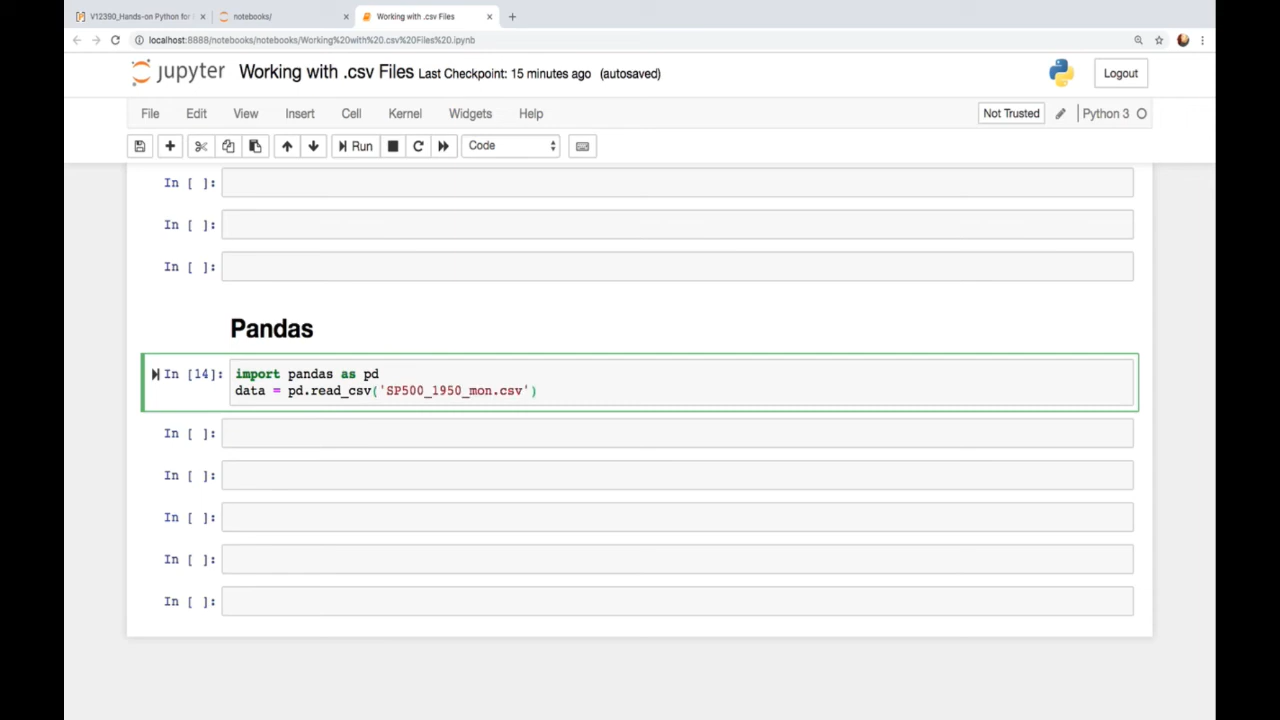 V12390_Hands-on Python for
notebooks/
Working with .csv Files
localhost:8888/notebooks/notebooks/Working%20with%20.csv%20Files%20.ipynb
jupyter Working with .csv Files Last Checkpoint: 15 minutes ago (autosaved)
Logout
File Edit View Insert Cell Kernel Widgets Help
Not Trusted Python 3
Run Code
In [ ]:
In [ ]:
In [ ]:
Pandas
In [14]: import pandas as pd
data = pd.read_csv('SP500_1950_mon.csv')
In [ ]:
In [ ]:
In [ ]:
In [ ]:
In [ ]: